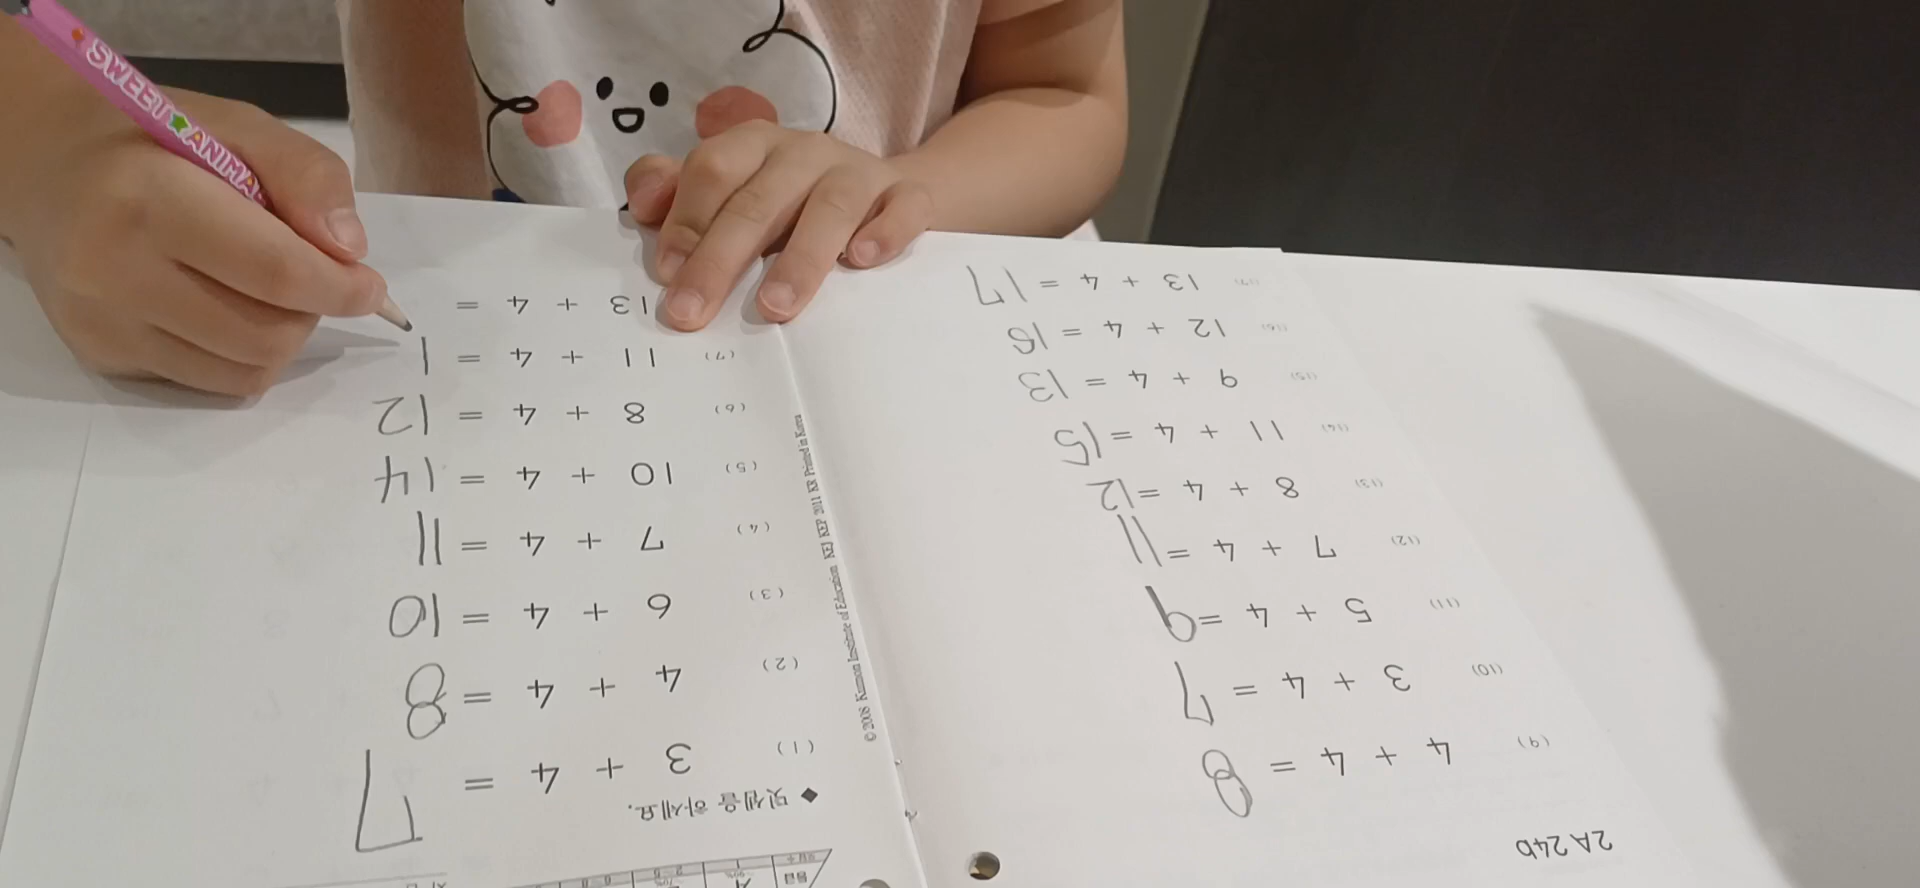 SWEET★ANIMA
◆ 덧셈을 하세요.
(1) 3 + 4 = 7
(2) 4 + 4 = 8
(3) 6 + 4 = 10
(4) 7 + 4 = 11
(5) 10 + 4 = 14
(6) 8 + 4 = 12
(7) 11 + 4 = 1
13 + 4 =
© 2008 Kumon Institute of Education KEJ KEP 2011 KR Printed in Korea
2A 24b
(9) 4 + 4 = 8
(10) 3 + 4 = 7
(11) 5 + 4 = 9
(12) 7 + 4 = 11
(13) 8 + 4 = 12
(14) 11 + 4 = 15
(15) 9 + 4 = 13
(16) 12 + 4 = 16
(17) 13 + 4 = 17